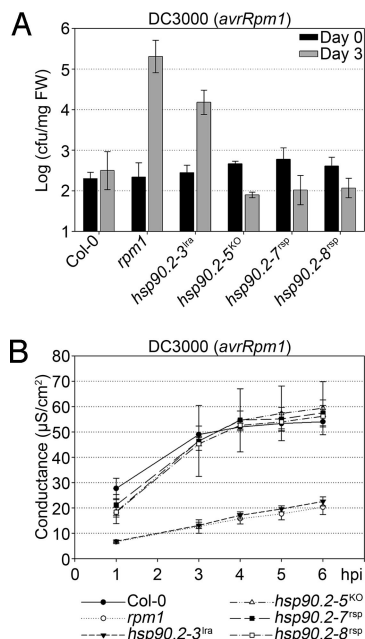 A
DC3000 (avrRpm1)
Day 0
Day 3
Log (cfu/mg FW)
6
5
4
3
2
1
Col-0
rpm1
hsp90.2-3lra
hsp90.2-5KO
hsp90.2-7rsp
hsp90.2-8rsp
B
DC3000 (avrRpm1)
Conductance (µS/cm²)
80
70
60
50
40
30
20
10
0
0 1 2 3 4 5 6 hpi
Col-0
rpm1
hsp90.2-3lra
hsp90.2-5KO
hsp90.2-7rsp
hsp90.2-8rsp